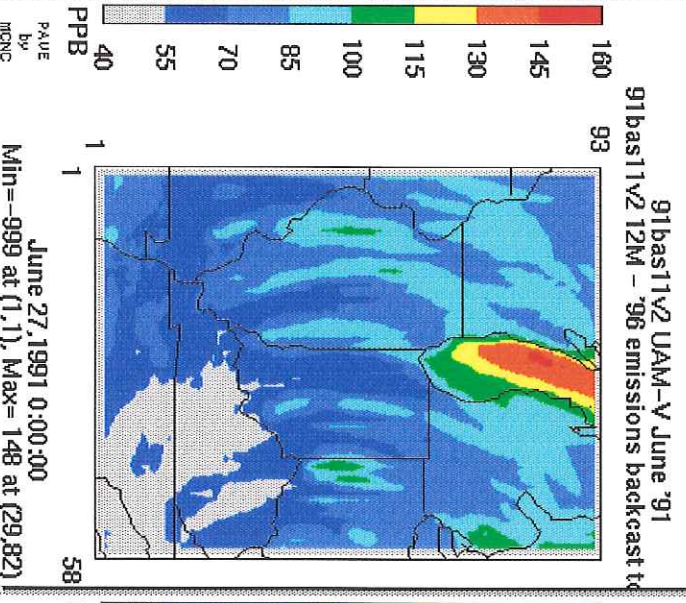 91bas11v2 UAM-V June '91
91bas11v2 12M - '96 emissions backcast to
160
145
130
115
100
85
70
55
40
PPB
93
1
1
58
PAVE
by
MCNC
June 27,1991 0:00:00
Min=-999 at (1,1), Max= 148 at (29,82)